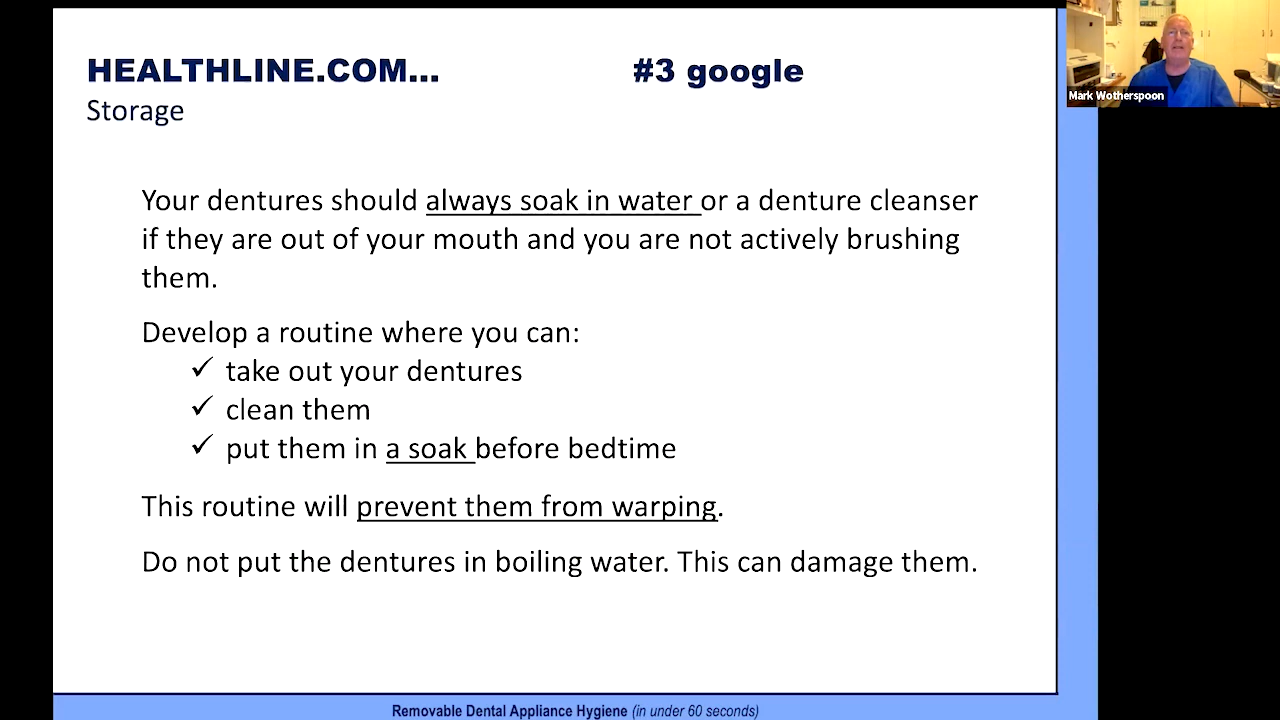 HEALTHLINE.COM... #3 google
Storage
Mark Wotherspoon
Your dentures should always soak in water or a denture cleanser
if they are out of your mouth and you are not actively brushing
them.
Develop a routine where you can:
✓ take out your dentures
✓ clean them
✓ put them in a soak before bedtime
This routine will prevent them from warping.
Do not put the dentures in boiling water. This can damage them.
Removable Dental Appliance Hygiene (in under 60 seconds)